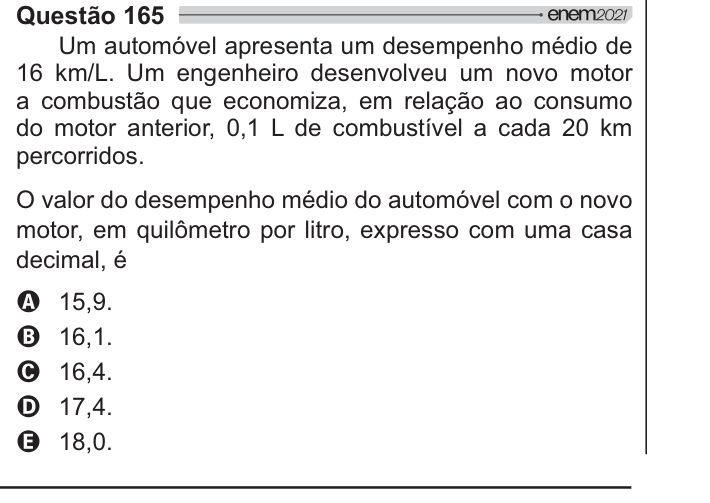 Questão 165 enem2021
Um automóvel apresenta um desempenho médio de
16 km/L. Um engenheiro desenvolveu um novo motor
a combustão que economiza, em relação ao consumo
do motor anterior, 0,1 L de combustível a cada 20 km
percorridos.
O valor do desempenho médio do automóvel com o novo
motor, em quilômetro por litro, expresso com uma casa
decimal, é
A 15,9.
B 16,1.
C 16,4.
D 17,4.
E 18,0.